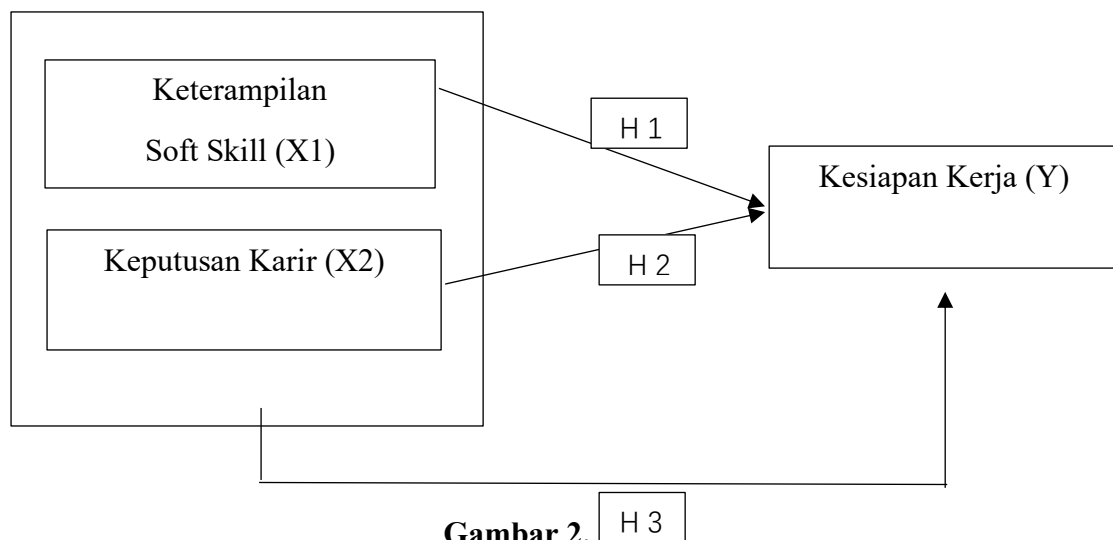 Keterampilan
Soft Skill (X1)
H 1
Kesiapan Kerja (Y)
Keputusan Karir (X2)
H 2
H 3
Gambar 2.